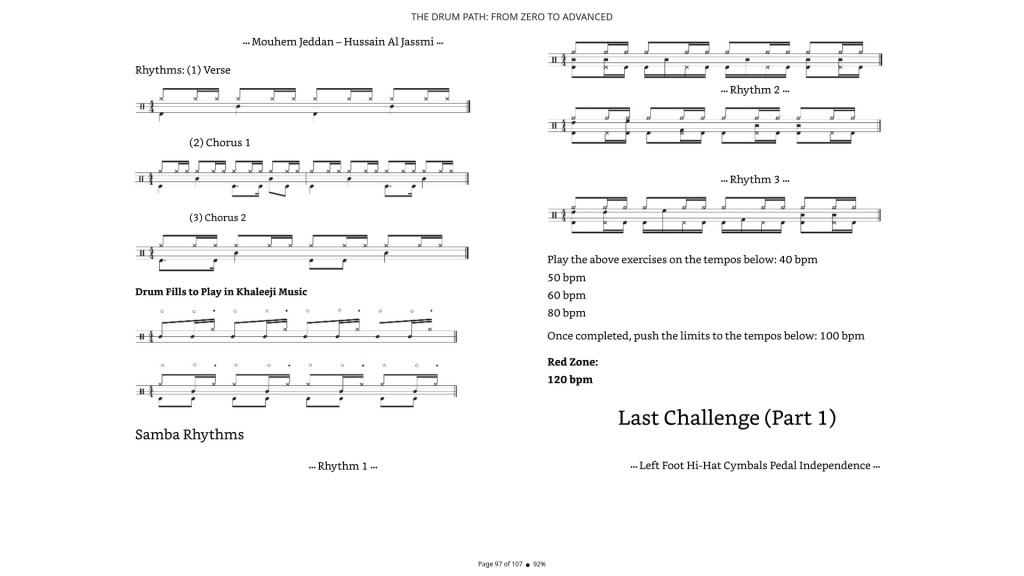 THE DRUM PATH: FROM ZERO TO ADVANCED
... Mouhem Jeddan – Hussain Al Jassmi ...
Rhythms: (1) Verse
(2) Chorus 1
(3) Chorus 2
Drum Fills to Play in Khaleeji Music
Samba Rhythms
... Rhythm 1 ...
... Rhythm 2 ...
... Rhythm 3 ...
Play the above exercises on the tempos below: 40 bpm
50 bpm
60 bpm
80 bpm
Once completed, push the limits to the tempos below: 100 bpm
Red Zone:
120 bpm
Last Challenge (Part 1)
... Left Foot Hi-Hat Cymbals Pedal Independence ...
Page 97 of 107 ● 92%